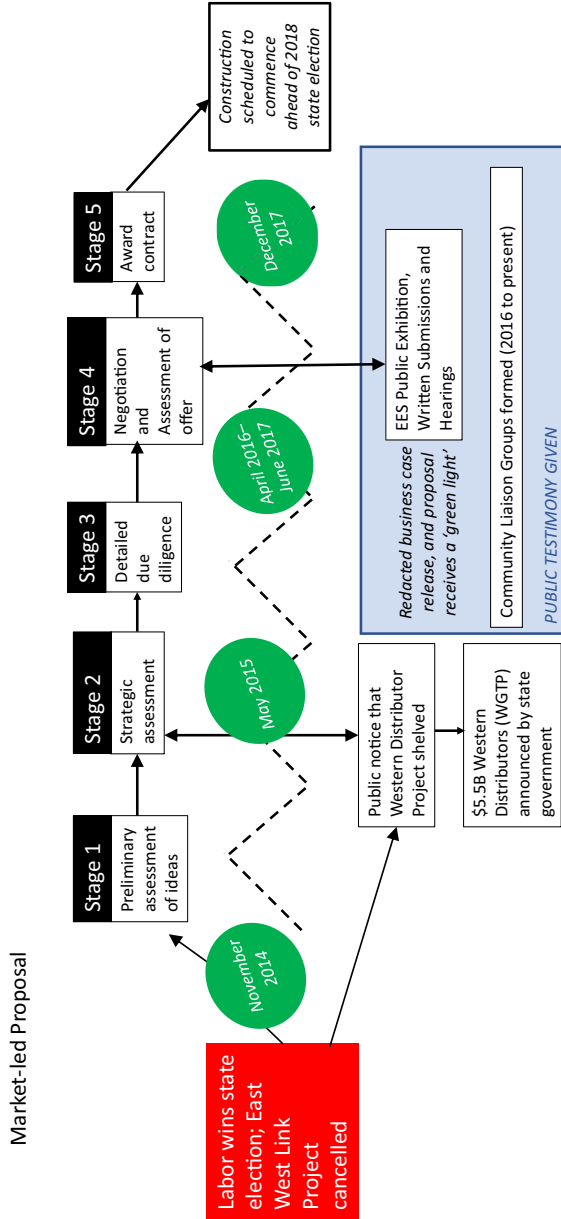 Market-led Proposal
Labor wins state
election; East
West Link
Project
cancelled
November
2014
Stage 1
Preliminary
assessment
of ideas
Stage 2
Strategic
assessment
May 2015
Public notice that
Western Distributor
Project shelved
$5.5B Western
Distributors (WGTP)
announced by state
government
Stage 3
Detailed
due
diligence
April 2016–
June 2017
Stage 4
Negotiation
and
Assessment of
offer
Redacted business case
release, and proposal
receives a ‘green light’
EES Public Exhibition,
Written Submissions and
Hearings
Community Liaison Groups formed (2016 to present)
PUBLIC TESTIMONY GIVEN
Stage 5
Award
contract
December
2017
Construction
scheduled to
commence
ahead of 2018
state election